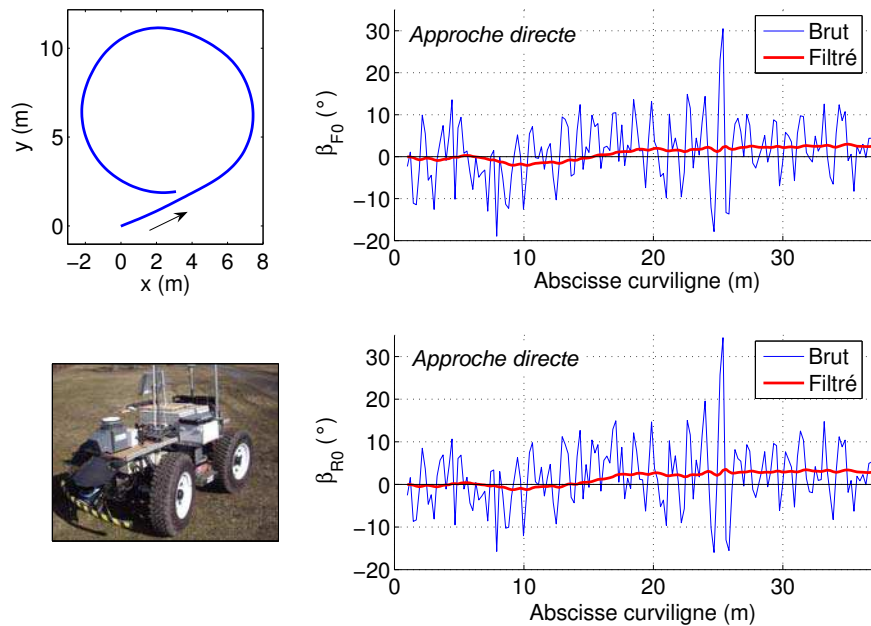 10
5
0
y (m)
−2 0 2 4 6 8
x (m)
Approche directe
Brut
Filtré
30
20
10
0
−10
−20
βF0 (°)
0 10 20 30
Abscisse curviligne (m)
Approche directe
Brut
Filtré
30
20
10
0
−10
−20
βR0 (°)
0 10 20 30
Abscisse curviligne (m)